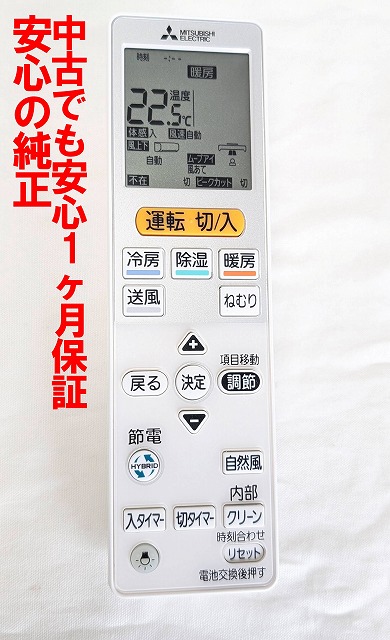 中古でも安心1ヶ月保証
安心の純正
MITSUBISHI
ELECTRIC
時刻 -:--
暖房
22.5℃ 温度
体感 入 風速 自動
風上下
自動
ムーブアイ
風あて
不在 切 ピークカット 切
運転 切/入
冷房 除湿 暖房
送風 ねむり
項目移動
戻る 決定 調節
節電
HYBRID
自然風
内部
入タイマー 切タイマー クリーン
時刻合わせ
リセット
電池交換後押す